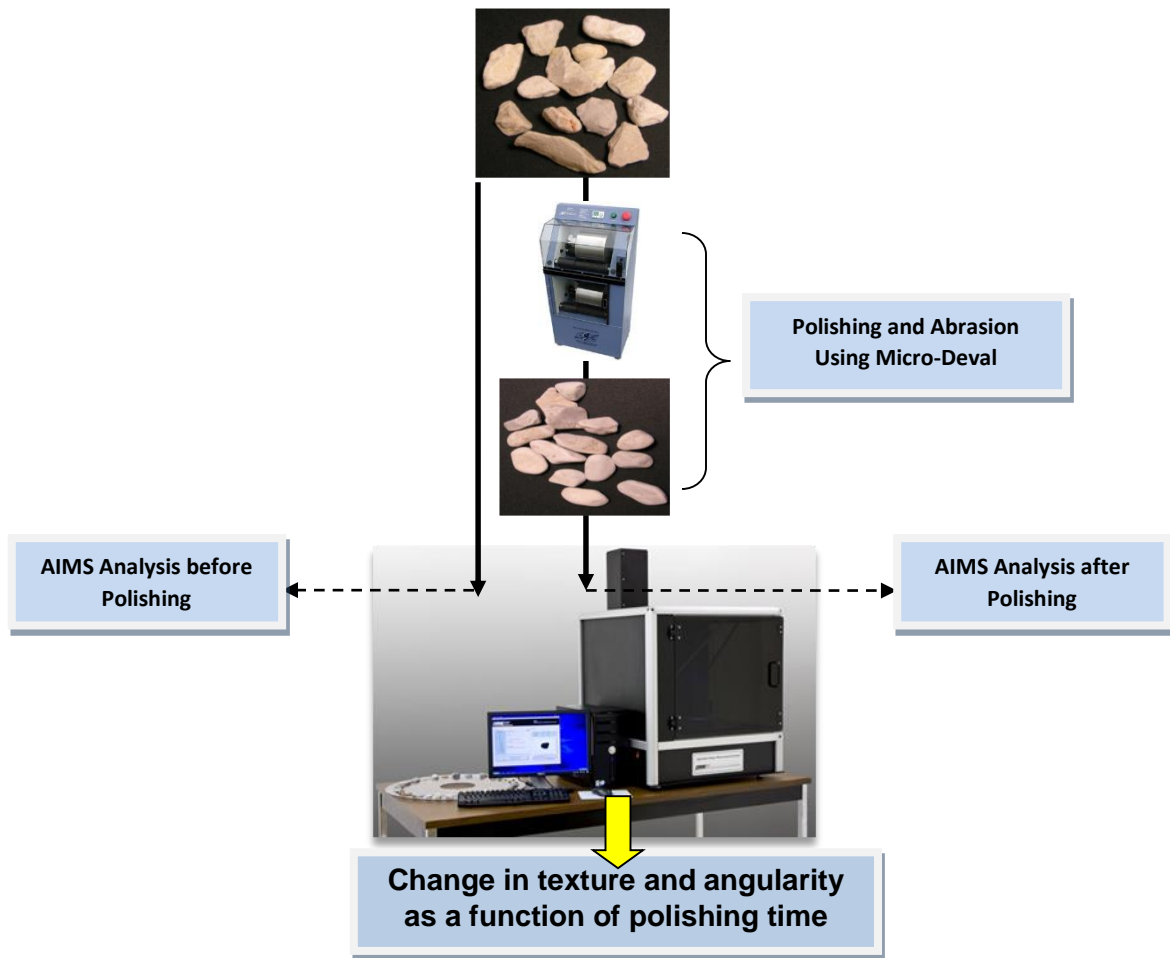 Polishing and Abrasion
Using Micro-Deval
AIMS Analysis before
Polishing
AIMS Analysis after
Polishing
Change in texture and angularity
as a function of polishing time